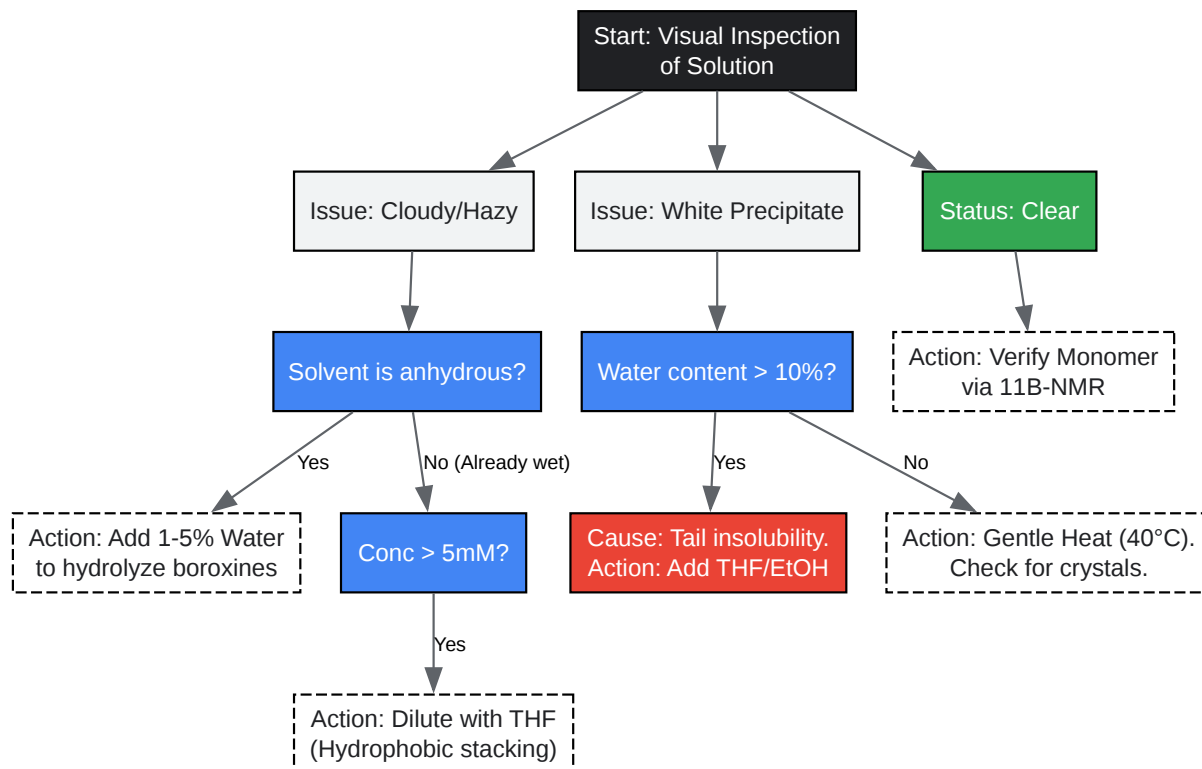 Start: Visual Inspection
of Solution
Issue: Cloudy/Hazy
Issue: White Precipitate
Status: Clear
Solvent is anhydrous?
Water content > 10%?
Action: Verify Monomer
via 11B-NMR
Yes
No (Already wet)
Yes
No
Action: Add 1-5% Water
to hydrolyze boroxines
Conc > 5mM?
Cause: Tail insolubility.
Action: Add THF/EtOH
Action: Gentle Heat (40°C).
Check for crystals.
Yes
Action: Dilute with THF
(Hydrophobic stacking)